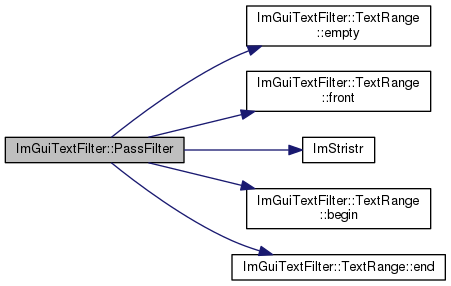 ImGuiTextFilter::PassFilter
ImGuiTextFilter::TextRange
::empty
ImGuiTextFilter::TextRange
::front
ImStristr
ImGuiTextFilter::TextRange
::begin
ImGuiTextFilter::TextRange::end